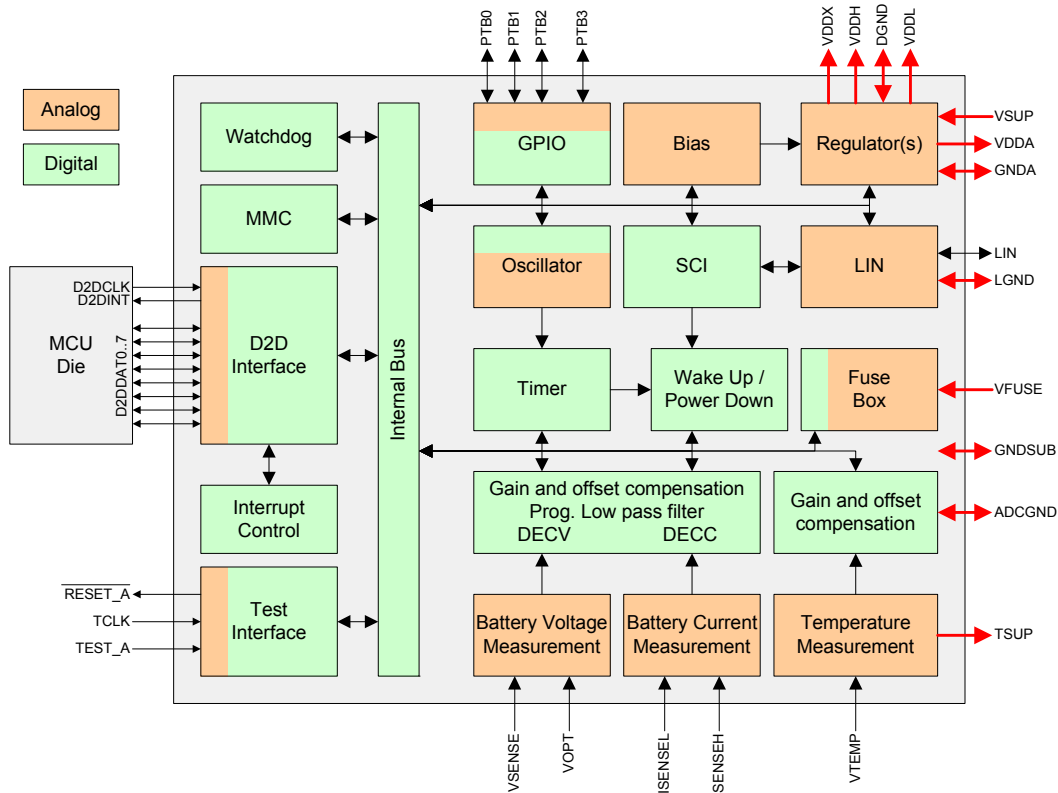 PTB0
PTB1
PTB2
PTB3
VDDX
VDDH
DGND
VDDL
Analog
Digital
Watchdog
GPIO
Bias
Regulator(s)
VSUP
VDDA
GNDA
MMC
Oscillator
SCI
LIN
LIN
LGND
MCU
Die
D2DCLK
D2DINT
D2DDAT0..7
D2D
Interface
Internal Bus
Timer
Wake Up /
Power Down
Fuse
Box
VFUSE
GNDSUB
Interrupt
Control
Gain and offset compensation
Prog. Low pass filter
DECV DECC
Gain and offset
compensation
ADCGND
RESET_A
TCLK
TEST_A
Test
Interface
Battery Voltage
Measurement
Battery Current
Measurement
Temperature
Measurement
TSUP
VSENSE
VOPT
ISENSEL
SENSEH
VTEMP